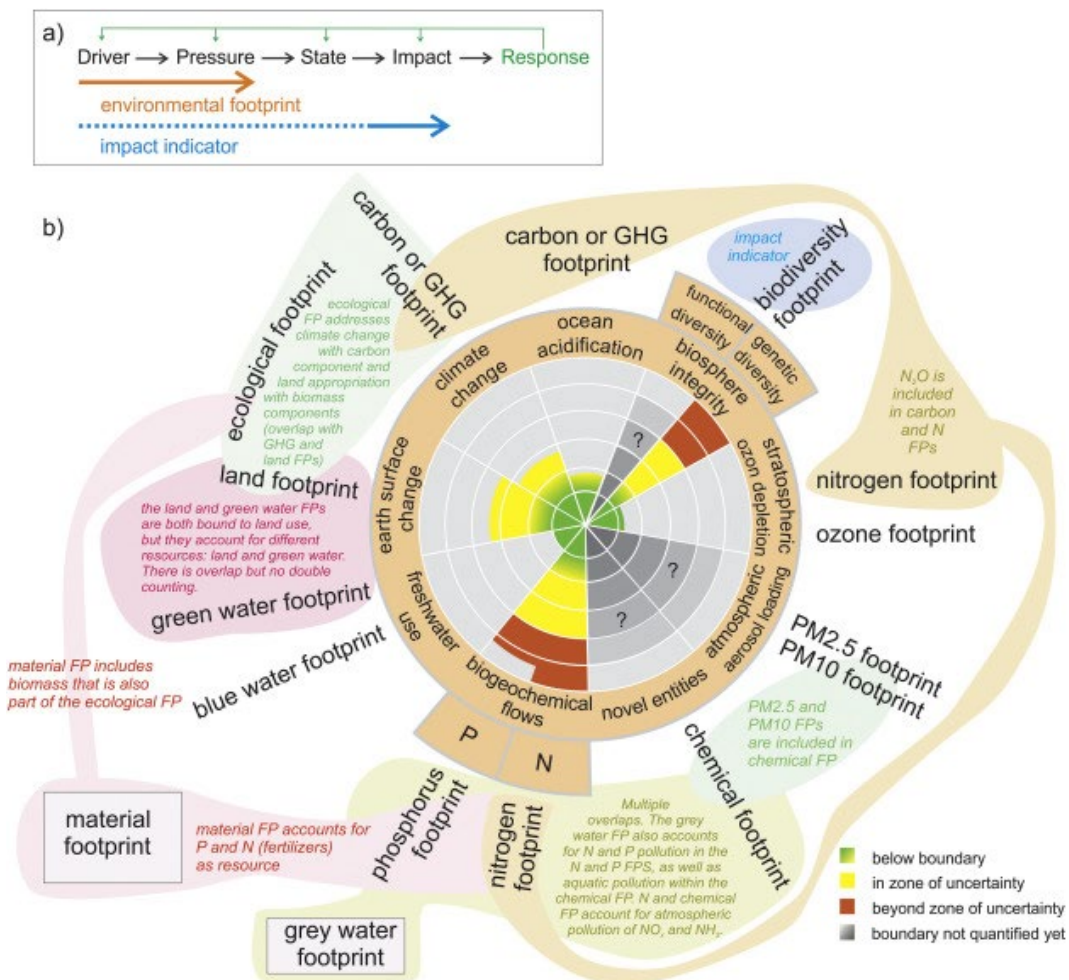 a)
Driver → Pressure → State → Impact → Response
environmental footprint
impact indicator
b)
carbon or GHG
footprint
ecological footprint
ecological
FP addresses
climate change
with carbon
component and
land appropriation
with biomass
components
(overlap with
GHG and
land FPs)
land footprint
the land and green water FPs
are both bound to land use,
but they account for different
resources: land and green water.
There is overlap but no double
counting.
green water footprint
blue water footprint
material FP includes
biomass that is also
part of the ecological FP
material
footprint
material FP accounts for
P and N (fertilizers)
as resource
grey water
footprint
phosphorus
footprint
nitrogen
footprint
Multiple
overlaps. The grey
water FP also accounts
for N and P pollution in the
N and P FPS, as well as
aquatic pollution within the
chemical FP. N and chemical
FP account for atmospheric
pollution of NOₓ and NH₃.
chemical footprint
PM2.5 and
PM10 FPs
are included in
chemical FP
PM2.5 footprint
PM10 footprint
ozone footprint
nitrogen footprint
N₂O is
included
in carbon
and N
FPs
impact
indicator
biodiversity
footprint
carbon or GHG
footprint
climate
change
ocean
acidification
functional
diversity
genetic
diversity
biosphere
integrity
stratospheric
ozon depletion
atmospheric
aerosol loading
novel entities
biogeochemical
flows
P
N
freshwater
use
earth surface
change
?
?
?
below boundary
in zone of uncertainty
beyond zone of uncertainty
boundary not quantified yet